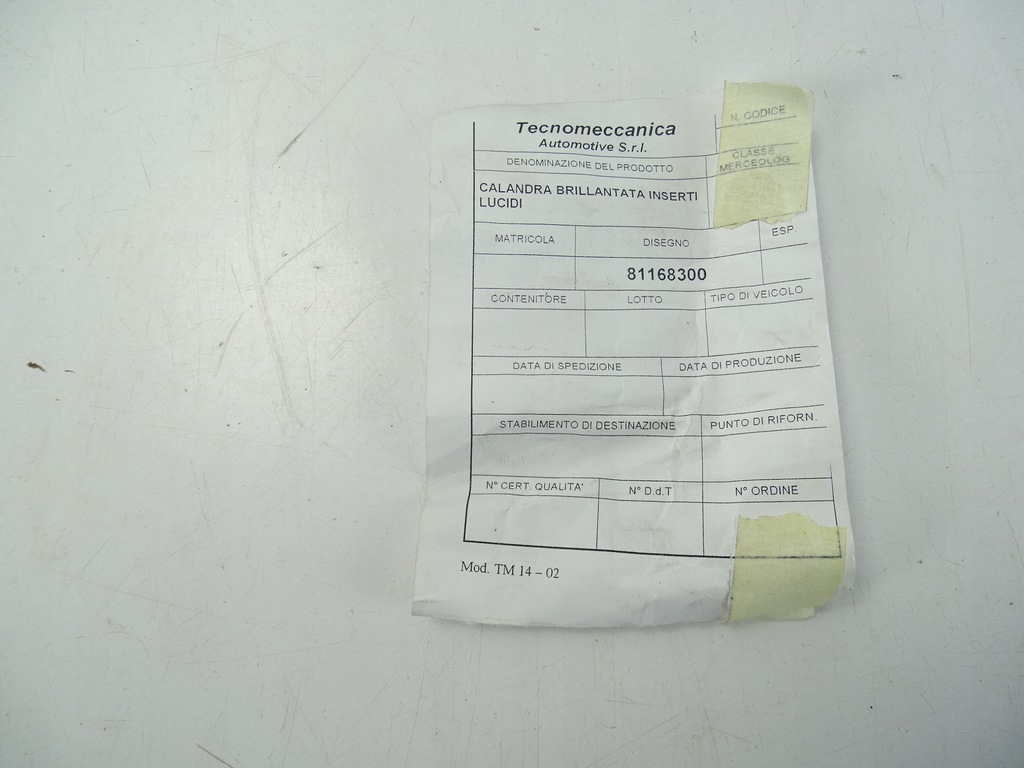 Tecnomeccanica
Automotive S.r.l.
N. CODICE
DENOMINAZIONE DEL PRODOTTO
CLASSE
MERCEOLOG
CALANDRA BRILLANTATA INSERTI
LUCIDI
MATRICOLA DISEGNO ESP.
81168300
CONTENITORE LOTTO TIPO DI VEICOLO
DATA DI SPEDIZIONE DATA DI PRODUZIONE
STABILIMENTO DI DESTINAZIONE PUNTO DI RIFORN.
N° CERT. QUALITA' N° D.d.T N° ORDINE
Mod. TM 14 – 02